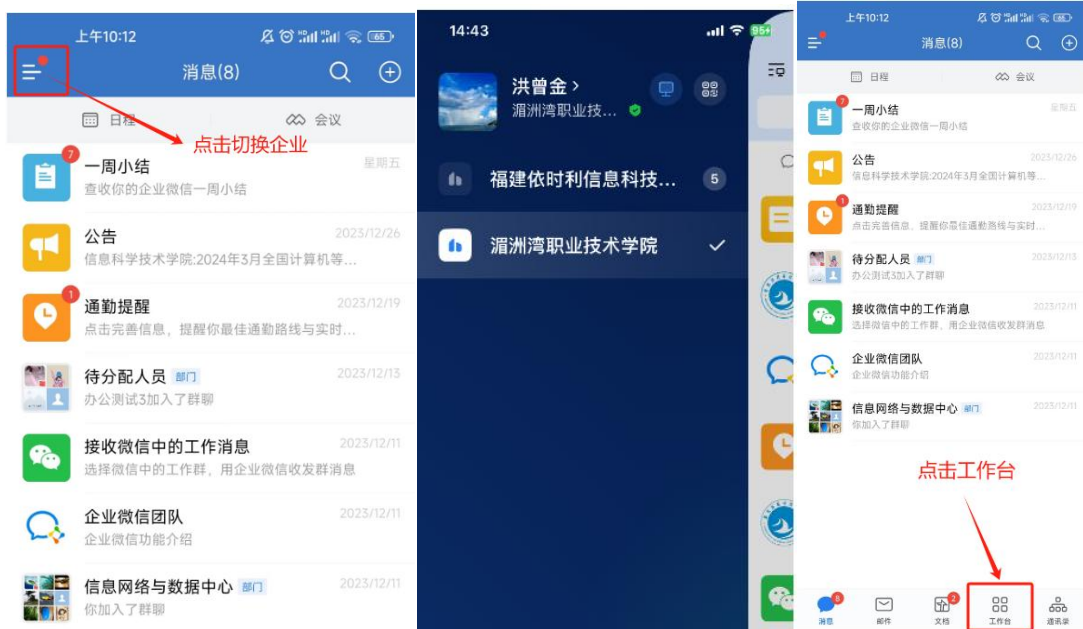 上午10:12
65
消息(8)
日程
会议
点击切换企业
7
一周小结
星期五
查收你的企业微信一周小结
公告
2023/12/26
信息科学技术学院:2024年3月全国计算机等...
1
通勤提醒
2023/12/19
点击完善信息，提醒你最佳通勤路线与实时...
待分配人员 部门
2023/12/13
办公测试3加入了群聊
接收微信中的工作消息
2023/12/11
选择微信中的工作群，用企业微信收发群消息
企业微信团队
2023/12/11
企业微信功能介绍
信息网络与数据中心 部门
2023/12/11
你加入了群聊
14:43
洪曾金>
湄洲湾职业技...
福建依时利信息科技...
5
湄洲湾职业技术学院
上午10:12
65
消息(8)
日程
会议
7
一周小结
星期五
查收你的企业微信一周小结
公告
2023/12/26
信息科学技术学院:2024年3月全国计算机等...
1
通勤提醒
2023/12/19
点击完善信息，提醒你最佳通勤路线与实时...
待分配人员 部门
2023/12/13
办公测试3加入了群聊
接收微信中的工作消息
2023/12/11
选择微信中的工作群，用企业微信收发群消息
企业微信团队
2023/12/11
企业微信功能介绍
信息网络与数据中心 部门
2023/12/11
你加入了群聊
点击工作台
8
消息
邮件
2
文档
工作台
通讯录